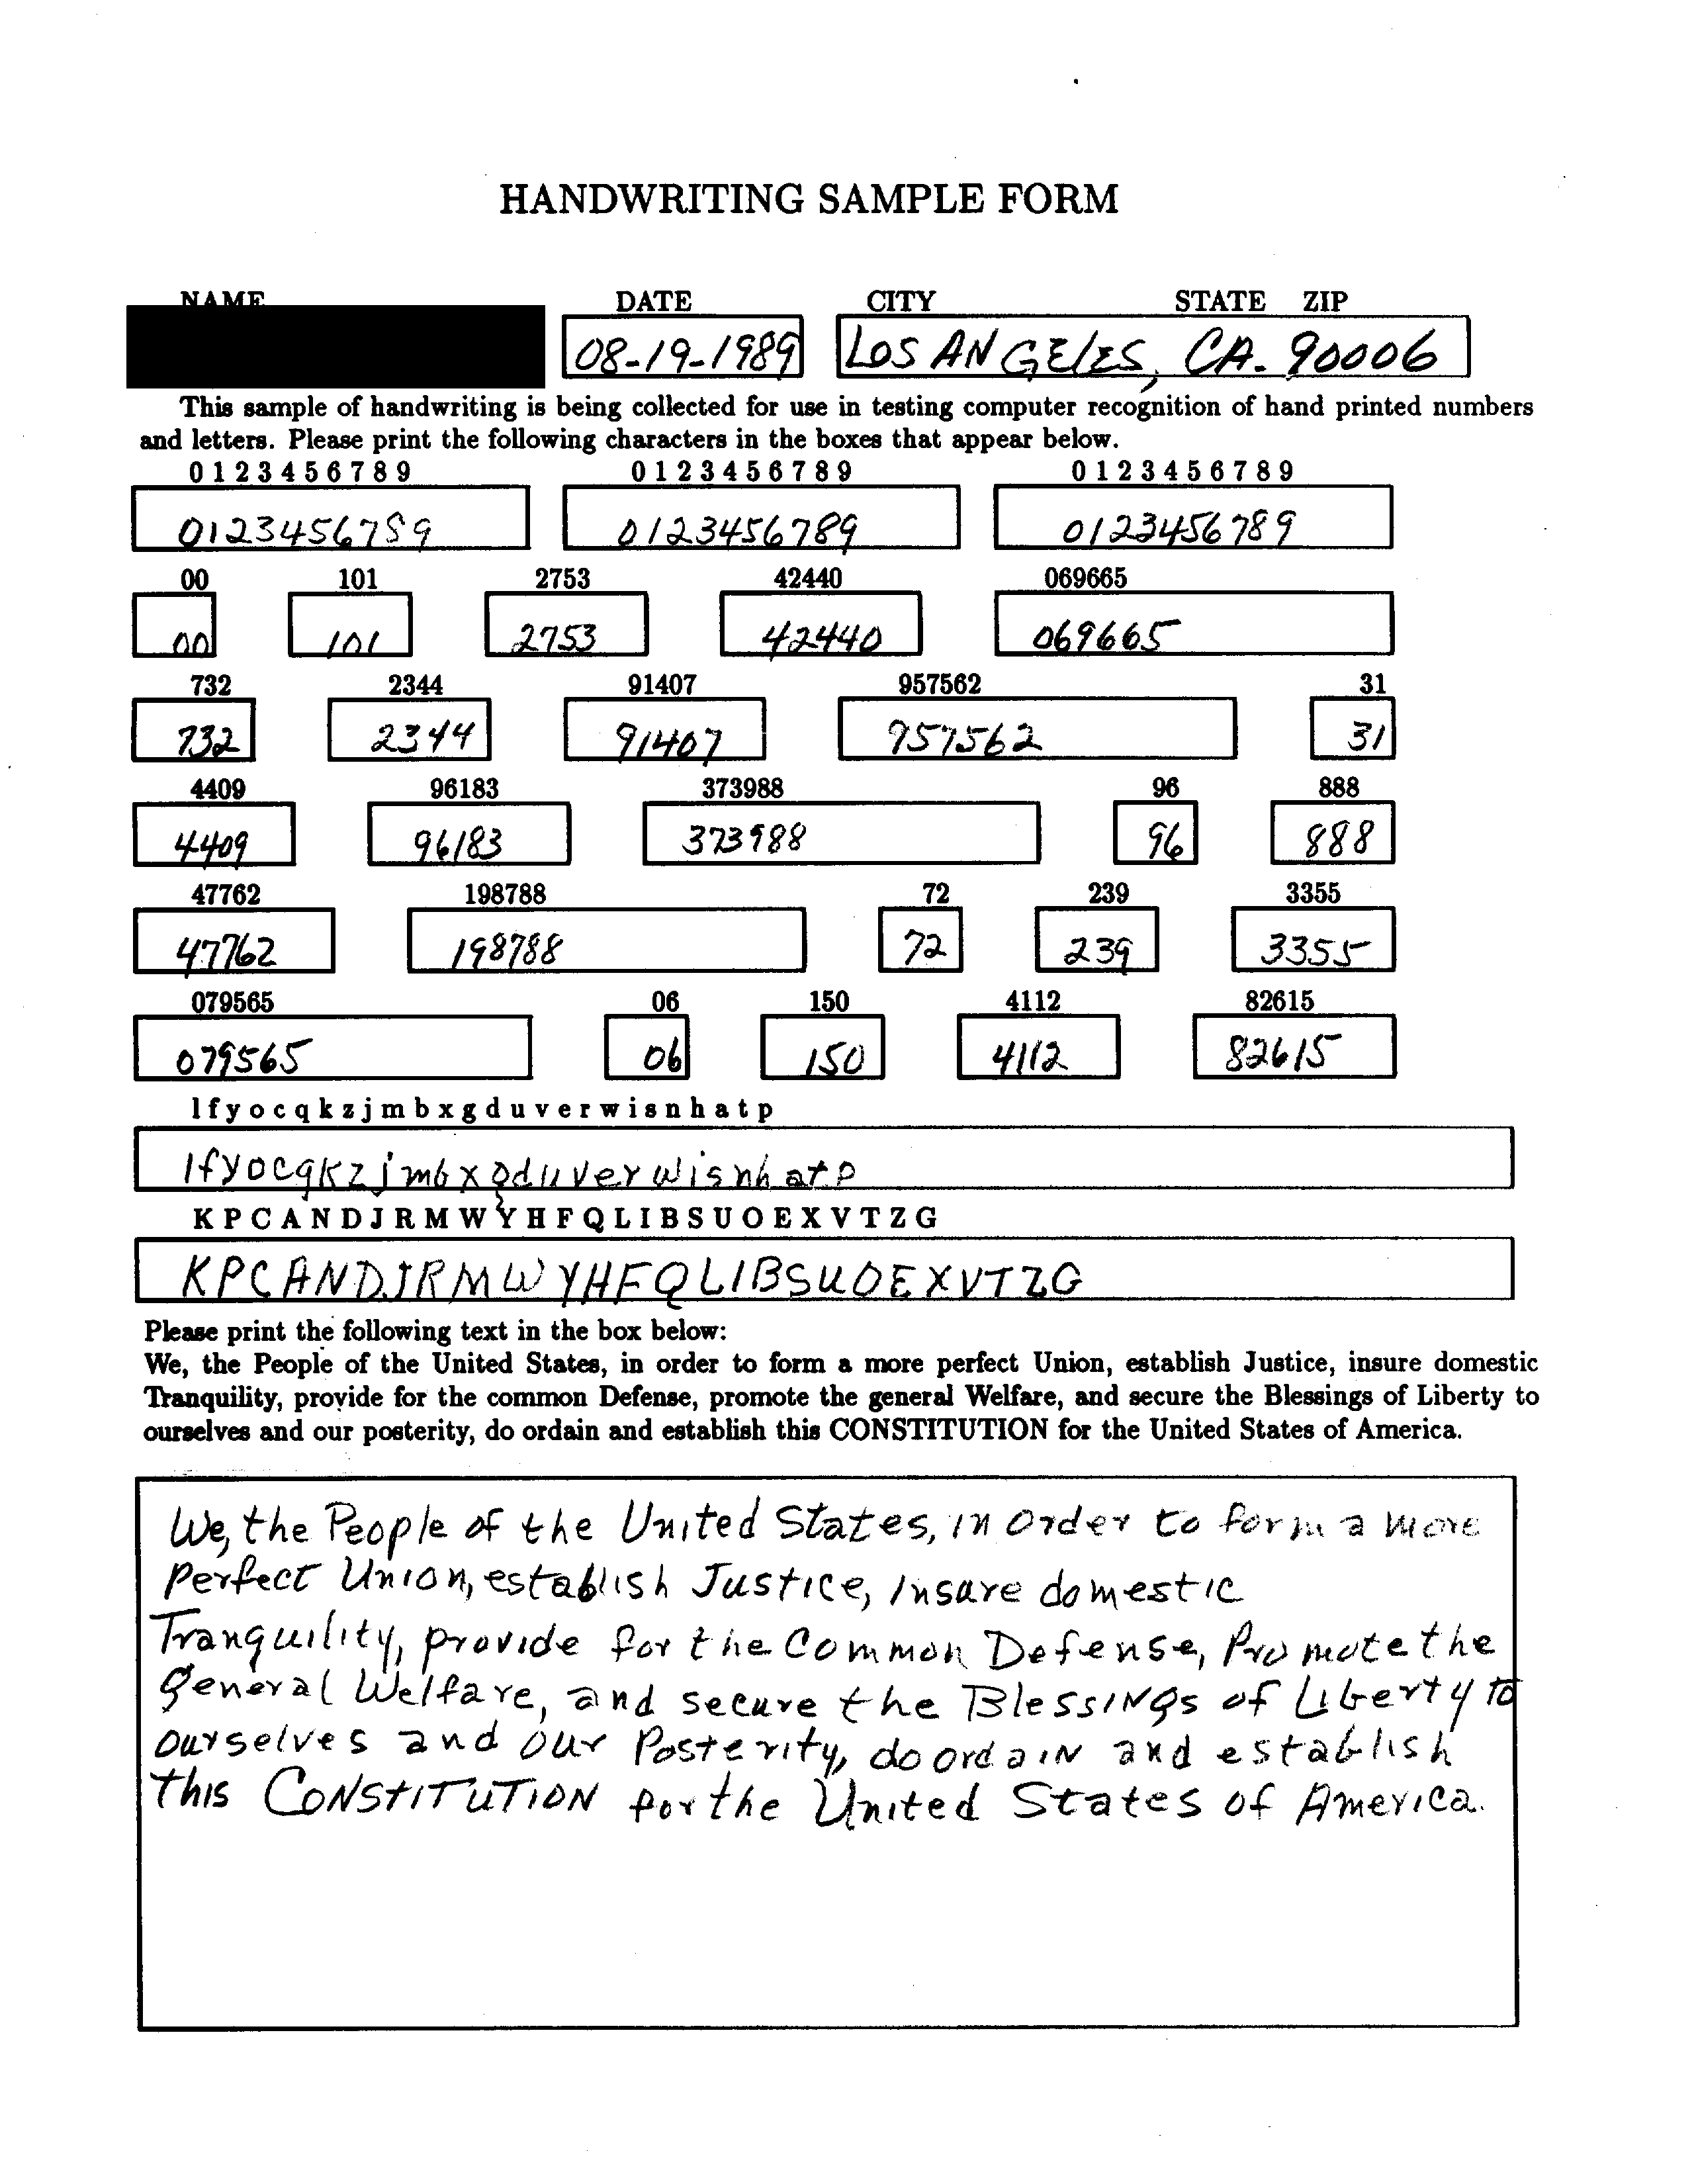 HANDWRITING SAMPLE FORM
NAME DATE CITY STATE ZIP
08-19-1989 LOS ANGELES, CA. 90006
This sample of handwriting is being collected for use in testing computer recognition of hand printed numbers
and letters. Please print the following characters in the boxes that appear below.
0 1 2 3 4 5 6 7 8 9 0 1 2 3 4 5 6 7 8 9 0 1 2 3 4 5 6 7 8 9
0123456789 0123456789 0123456789
00 101 2753 42440 069665
00 101 2753 42440 069665
732 2344 91407 957562 31
732 2344 91407 957562 31
4409 96183 373988 96 888
4409 96183 373988 96 888
47762 198788 72 239 3355
47762 198788 72 239 3355
079565 06 150 4112 82615
079565 06 150 4112 82615
l f y o c q k z j m b x g d u v e r w i s n h a t p
lfyocqkzjmbxgduverwisnhatp
K P C A N D J R M W Y H F Q L I B S U O E X V T Z G
KPCANDJRMWYHFQLIBSUOEXVTZG
Please print the following text in the box below:
We, the People of the United States, in order to form a more perfect Union, establish Justice, insure domestic
Tranquility, provide for the common Defense, promote the general Welfare, and secure the Blessings of Liberty to
ourselves and our posterity, do ordain and establish this CONSTITUTION for the United States of America.
We, the People of the United States, in order to form a more
perfect Union, establish Justice, insure domestic
Tranquility, provide for the Common Defense, Promote the
general Welfare, and secure the Blessings of Liberty to
ourselves and our Posterity, do ordain and establish
this CONSTITUTION for the United States of America.